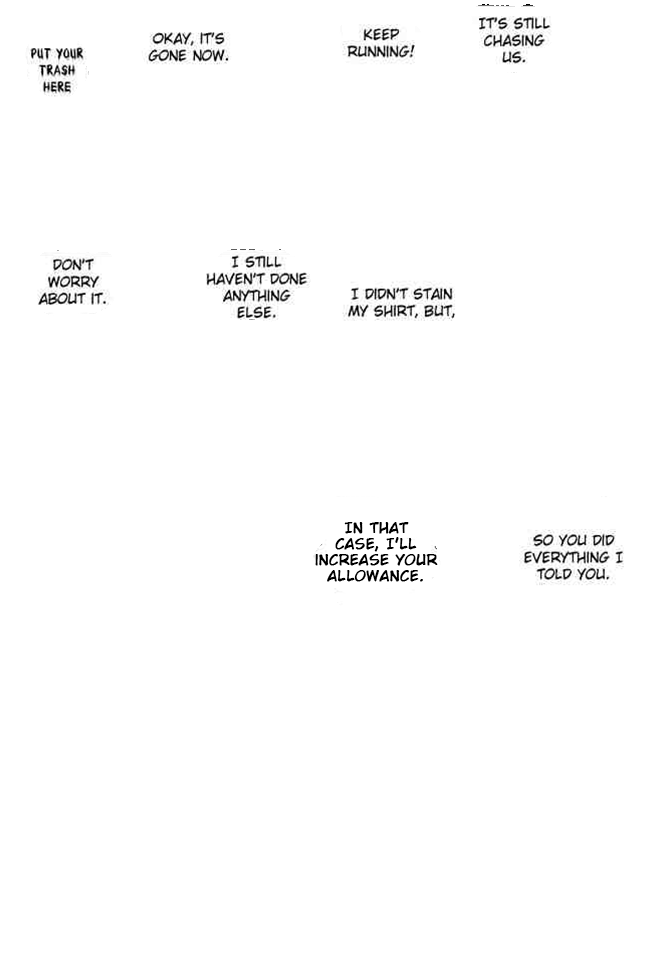 IT'S STILL
CHASING
US.
KEEP
RUNNING!
OKAY, IT'S
GONE NOW.
PUT YOUR
TRASH
HERE
I DIDN'T STAIN
MY SHIRT, BUT,
I STILL
HAVEN'T DONE
ANYTHING
ELSE.
DON'T
WORRY
ABOUT IT.
SO YOU DID
EVERYTHING I
TOLD YOU.
IN THAT
CASE, I'LL
INCREASE YOUR
ALLOWANCE.